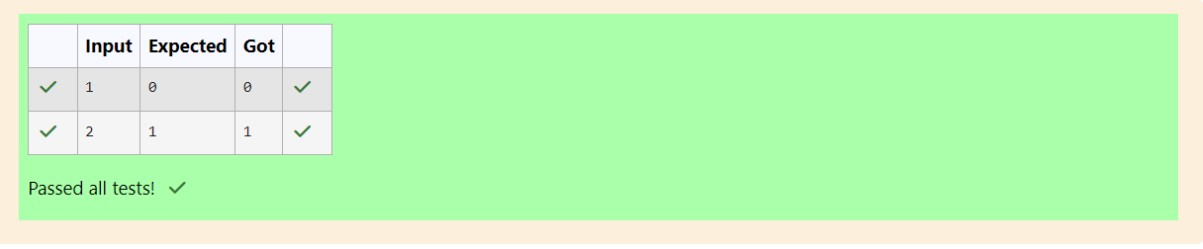 Input Expected Got
1 0 0
2 1 1
Passed all tests!